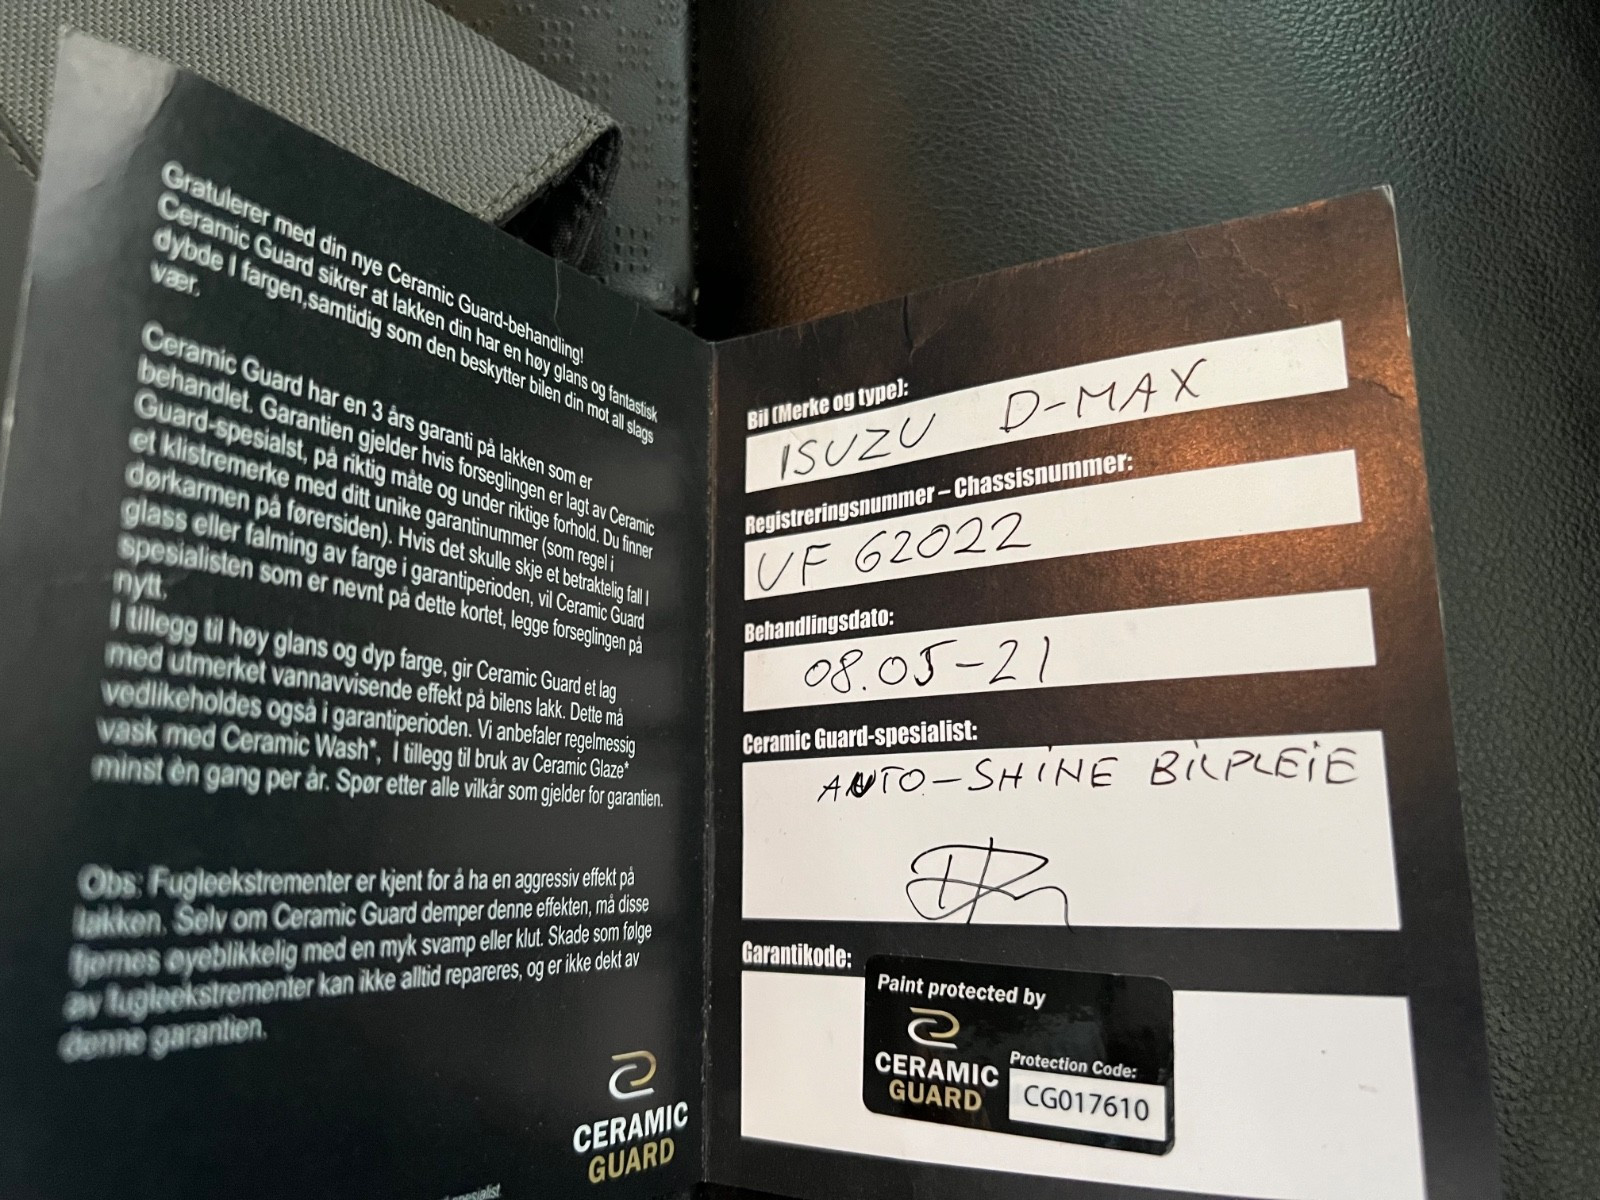 Gratulerer med din nye Ceramic Guard-behandling!
Ceramic Guard sikrer at lakken din har en høy glans og fantastisk
dybde I fargen,samtidig som den beskytter bilen din mot all slags
vær.
Ceramic Guard har en 3 års garanti på lakken som er
behandlet. Garantien gjelder hvis forseglingen er lagt av Ceramic
Guard-spesialst, på riktig måte og under riktige forhold. Du finner
et klistremerke med ditt unike garantinummer (som regel i
dørkarmen på førersiden). Hvis det skulle skje et betraktelig fall I
glass eller falming av farge i garantiperioden, vil Ceramic Guard
spesialisten som er nevnt på dette kortet, legge forseglingen på
nytt.
I tillegg til høy glans og dyp farge, gir Ceramic Guard et lag
med utmerket vannavvisende effekt på bilens lakk. Dette må
vedlikeholdes også i garantiperioden. Vi anbefaler regelmessig
vask med Ceramic Wash*, I tillegg til bruk av Ceramic Glaze*
minst èn gang per år. Spør etter alle vilkår som gjelder for garantien.
Obs: Fugleekstrementer er kjent for å ha en aggressiv effekt på
lakken. Selv om Ceramic Guard demper denne effekten, må disse
fjernes øyeblikkelig med en myk svamp eller klut. Skade som følge
av fugleekstrementer kan ikke alltid repareres, og er ikke dekt av
denne garantien.
CERAMIC
GUARD
Bil (Merke og type):
ISUZU D-MAX
Registreringsnummer – Chassisnummer:
UF 62022
Behandlingsdato:
08.05-21
Ceramic Guard-spesialist:
AUTO-SHINE BILPLEIE
Garantikode:
Paint protected by
CERAMIC
GUARD
Protection Code:
CG017610